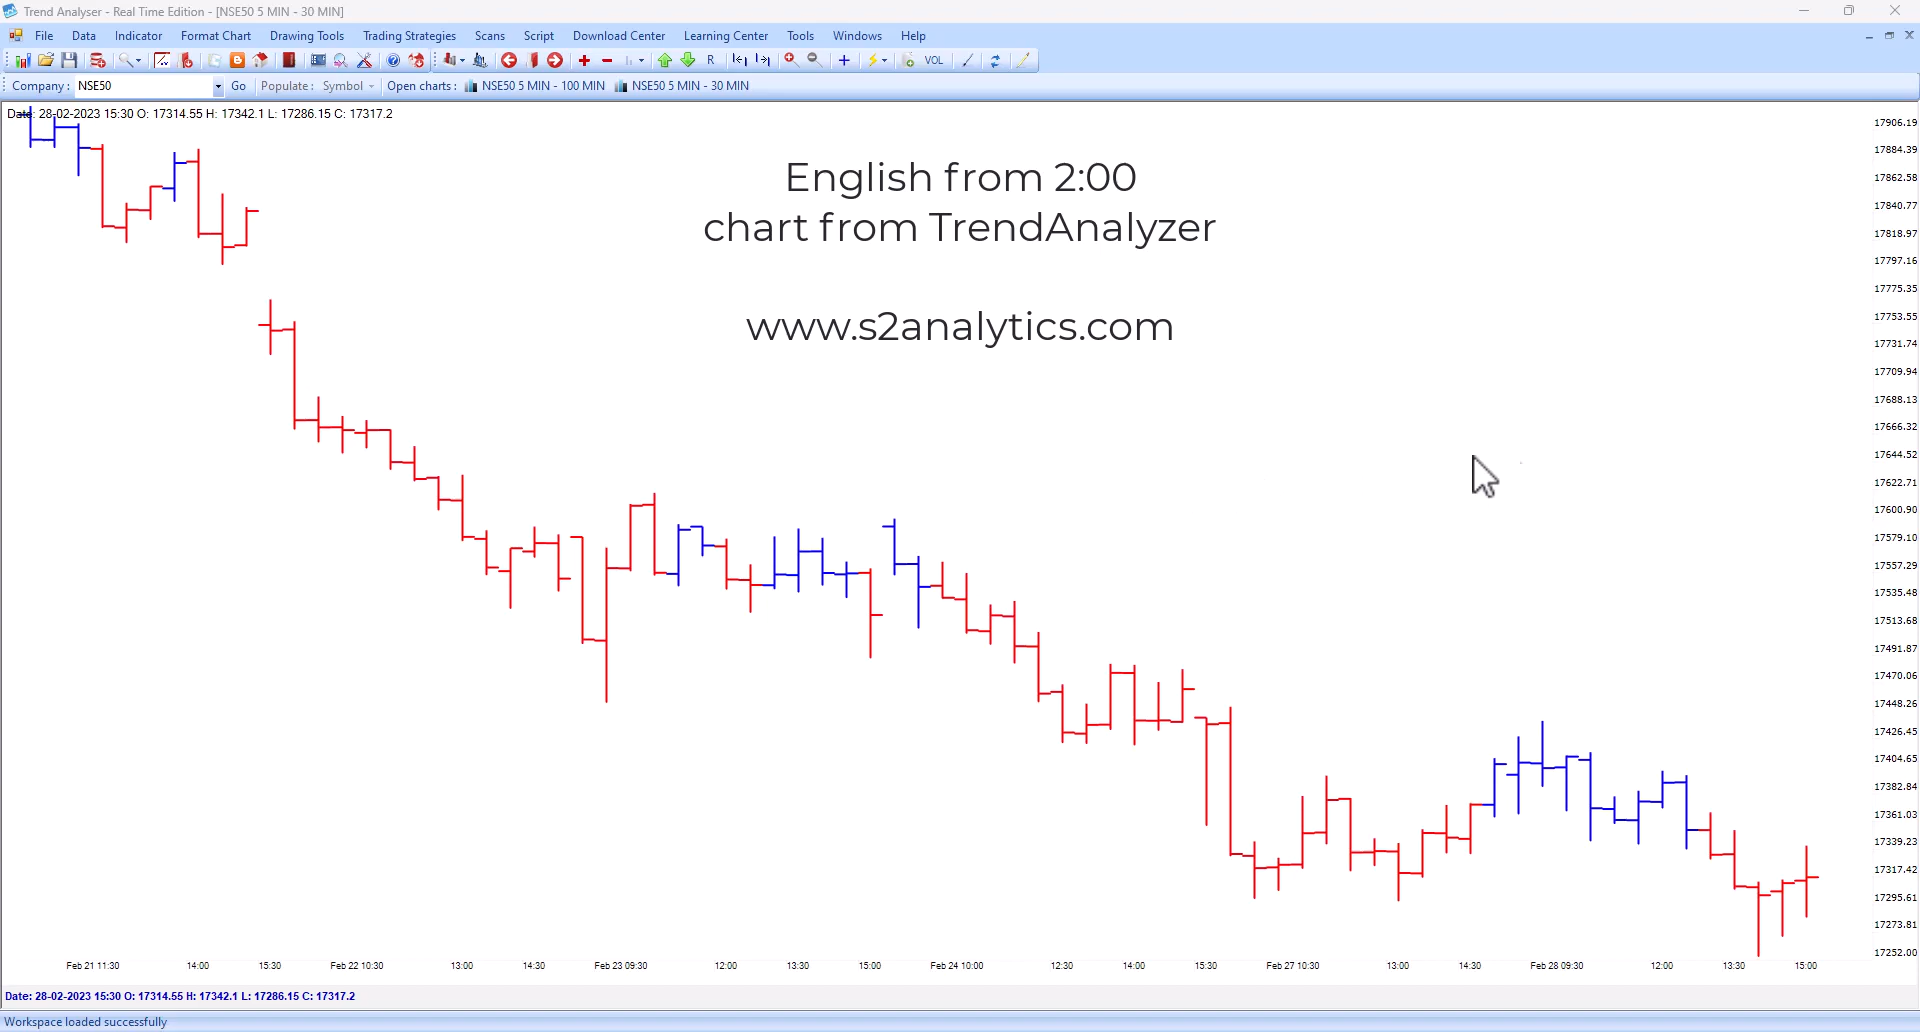 Trend Analyser - Real Time Edition - [NSE50 5 MIN - 30 MIN]
File Data Indicator Format Chart Drawing Tools Trading Strategies Scans Script Download Center Learning Center Tools Windows Help
R VOL
Company : NSE50 Go Populate : Symbol Open charts : NSE50 5 MIN - 100 MIN NSE50 5 MIN - 30 MIN
Date: 28-02-2023 15:30 O: 17314.55 H: 17342.1 L: 17286.15 C: 17317.2
English from 2:00
chart from TrendAnalyzer
www.s2analytics.com
17906.19
17884.39
17862.58
17840.77
17818.97
17797.16
17775.35
17753.55
17731.74
17709.94
17688.13
17666.32
17644.52
17622.71
17600.90
17579.10
17557.29
17535.48
17513.68
17491.87
17470.06
17448.26
17426.45
17404.65
17382.84
17361.03
17339.23
17317.42
17295.61
17273.81
17252.00
Feb 21 11:30 14:00 15:30 Feb 22 10:30 13:00 14:30 Feb 23 09:30 12:00 13:30 15:00 Feb 24 10:00 12:30 14:00 15:30 Feb 27 10:30 13:00 14:30 Feb 28 09:30 12:00 13:30 15:00
Date: 28-02-2023 15:30 O: 17314.55 H: 17342.1 L: 17286.15 C: 17317.2
Workspace loaded successfully